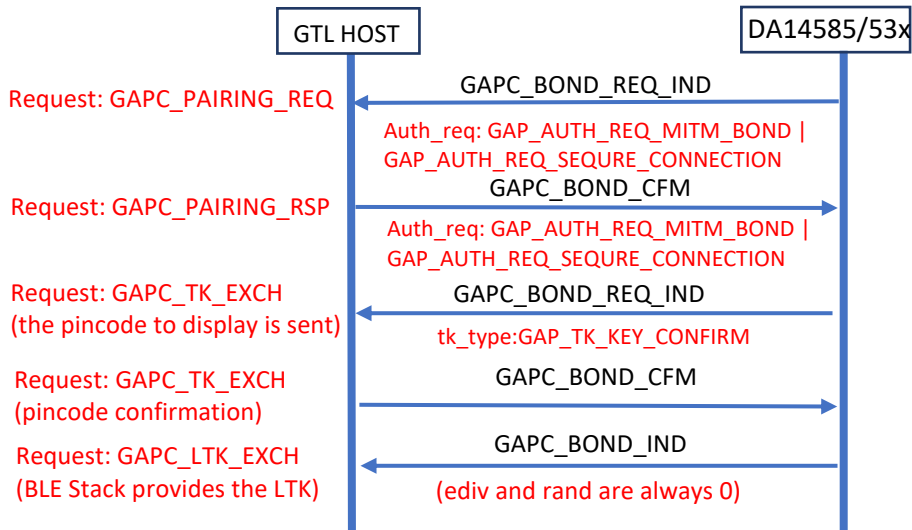 GTL HOST
DA14585/53x
GAPC_BOND_REQ_IND
Request: GAPC_PAIRING_REQ
Auth_req: GAP_AUTH_REQ_MITM_BOND |
GAP_AUTH_REQ_SEQURE_CONNECTION
GAPC_BOND_CFM
Request: GAPC_PAIRING_RSP
Auth_req: GAP_AUTH_REQ_MITM_BOND |
GAP_AUTH_REQ_SEQURE_CONNECTION
Request: GAPC_TK_EXCH
(the pincode to display is sent)
GAPC_BOND_REQ_IND
tk_type:GAP_TK_KEY_CONFIRM
Request: GAPC_TK_EXCH
(pincode confirmation)
GAPC_BOND_CFM
Request: GAPC_LTK_EXCH
(BLE Stack provides the LTK)
GAPC_BOND_IND
(ediv and rand are always 0)